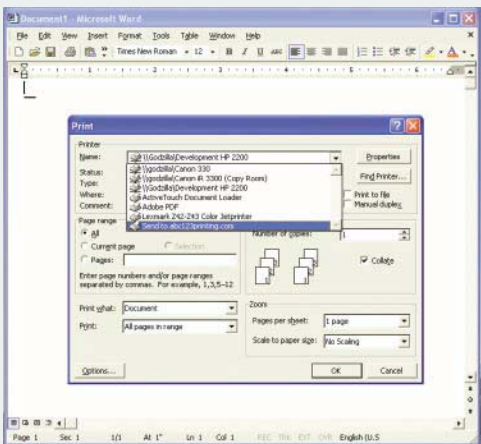 Document1 - Microsoft Word
File Edit View Insert Format Tools Table Window Help
Times New Roman 12 B I U
1 2 3 4 5 6
Print
Printer
Name: \\Godzilla\Development HP 2200 Properties
Status: \\godzilla\Canon 330 Find Printer...
Type: \\godzilla\Canon iR 3300 (Copy Room)
\\Godzilla\Development HP 2200
Where: ActiveTouch Document Loader Print to file
Comment: Adobe PDF Manual duplex
Lexmark Z42-Z43 Color Jetprinter
Page range Send to abc123printing.com
All Number of copies: 1
Current page Selection
Pages: Collate
Enter page numbers and/or page ranges
separated by commas. For example, 1,3,5-12
Print what: Document Zoom
Pages per sheet: 1 page
Print: All pages in range
Scale to paper size: No Scaling
Options... OK Cancel
Page 1 Sec 1 1/1 At 1" Ln 1 Col 1 REC TRK EXT OVR English (U.S